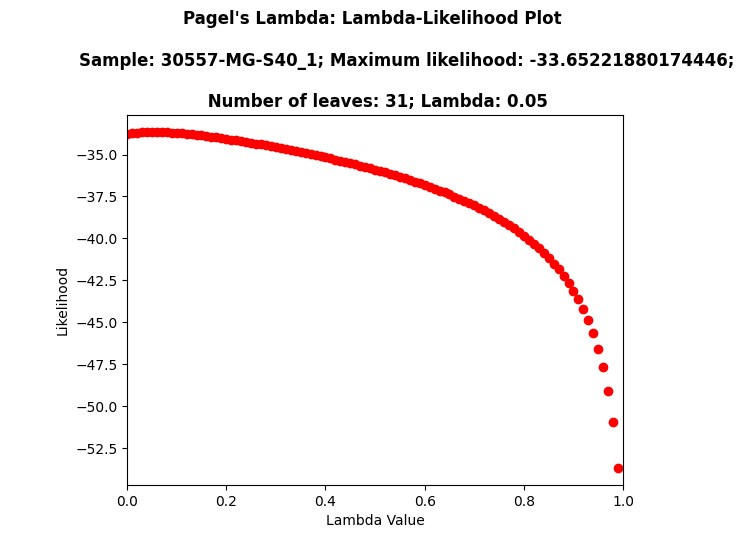 Pagel's Lambda: Lambda-Likelihood Plot
Sample: 30557-MG-S40_1; Maximum likelihood: -33.65221880174446;
Number of leaves: 31; Lambda: 0.05
−35.0
−37.5
−40.0
−42.5
−45.0
−47.5
−50.0
−52.5
Likelihood
0.0 0.2 0.4 0.6 0.8 1.0
Lambda Value